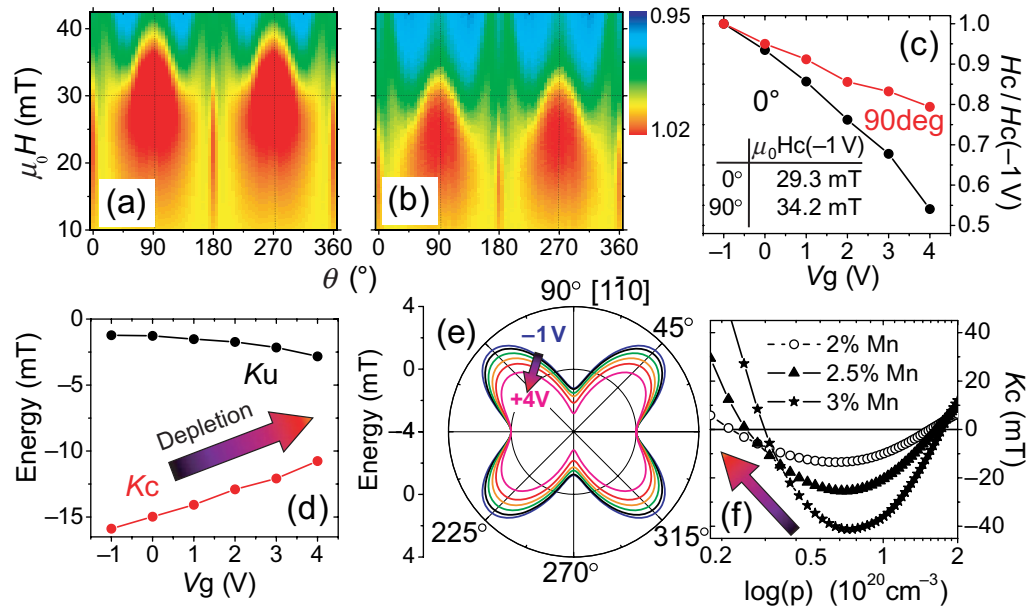 μ₀H (mT)
40
30
20
10
(a)
0 90 180 270 360
(b)
0 90 180 270 360
θ (°)
0.95
1.02
(c)
0°
90deg
μ₀Hc(−1 V)
0° 29.3 mT
90° 34.2 mT
1.0
0.9
0.8
0.7
0.6
0.5
Hc / Hc(−1 V)
−1 0 1 2 3 4
Vg (V)
Energy (mT)
0
−5
−10
−15
Ku
Depletion
Kc
(d)
−1 0 1 2 3 4
Vg (V)
(e)
Energy (mT)
4
0
−4
0
4
90° [11̄0]
45°
−1 V
+4V
225°
270°
315°
2% Mn
2.5% Mn
3% Mn
(f)
40
20
0
−20
−40
Kc (mT)
0.2 0.5 1 2
log(p) (10²⁰cm⁻³)